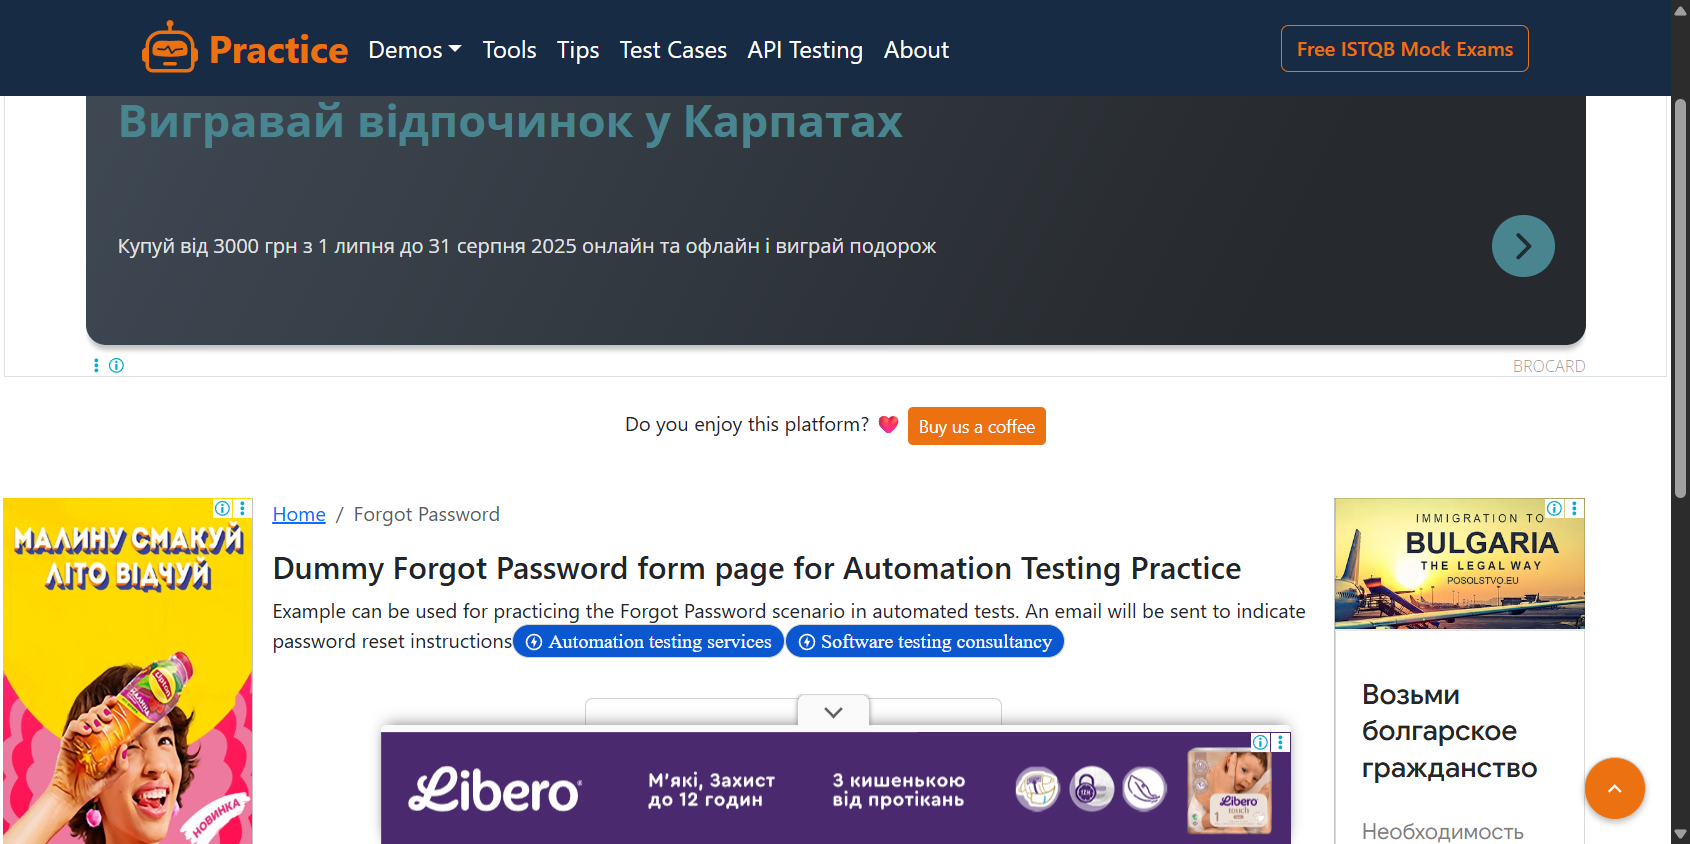 Practice
Demos
Tools
Tips
Test Cases
API Testing
About
Free ISTQB Mock Exams
Вигравай відпочинок у Карпатах
Купуй від 3000 грн з 1 липня до 31 серпня 2025 онлайн та офлайн і виграй подорож
BROCARD
Do you enjoy this platform?
Buy us a coffee
МАЛИНУ СМАКУЙ
ЛІТО ВІДЧУЙ
Lipton
НОВИНКА
Home / Forgot Password
Dummy Forgot Password form page for Automation Testing Practice
Example can be used for practicing the Forgot Password scenario in automated tests. An email will be sent to indicate
password reset instructions
Automation testing services
Software testing consultancy
IMMIGRATION TO
BULGARIA
THE LEGAL WAY
POSOLSTVO.EU
Возьми
болгарское
гражданство
Необходимость
Libero
М'які, Захист
до 12 годин
З кишенькою
від протікань
12H
Libero
touch
1